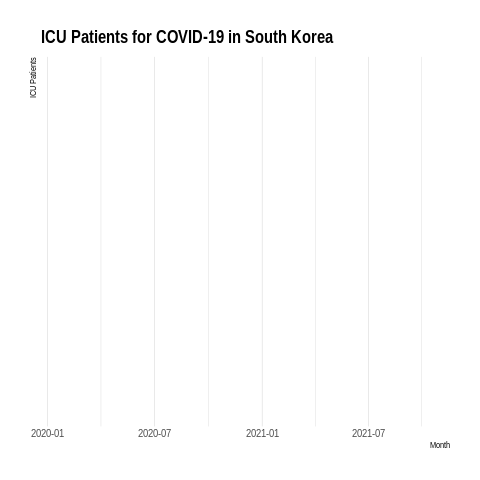 ICU Patients for COVID-19 in South Korea
ICU Patients
2020-01 2020-07 2021-01 2021-07
Month